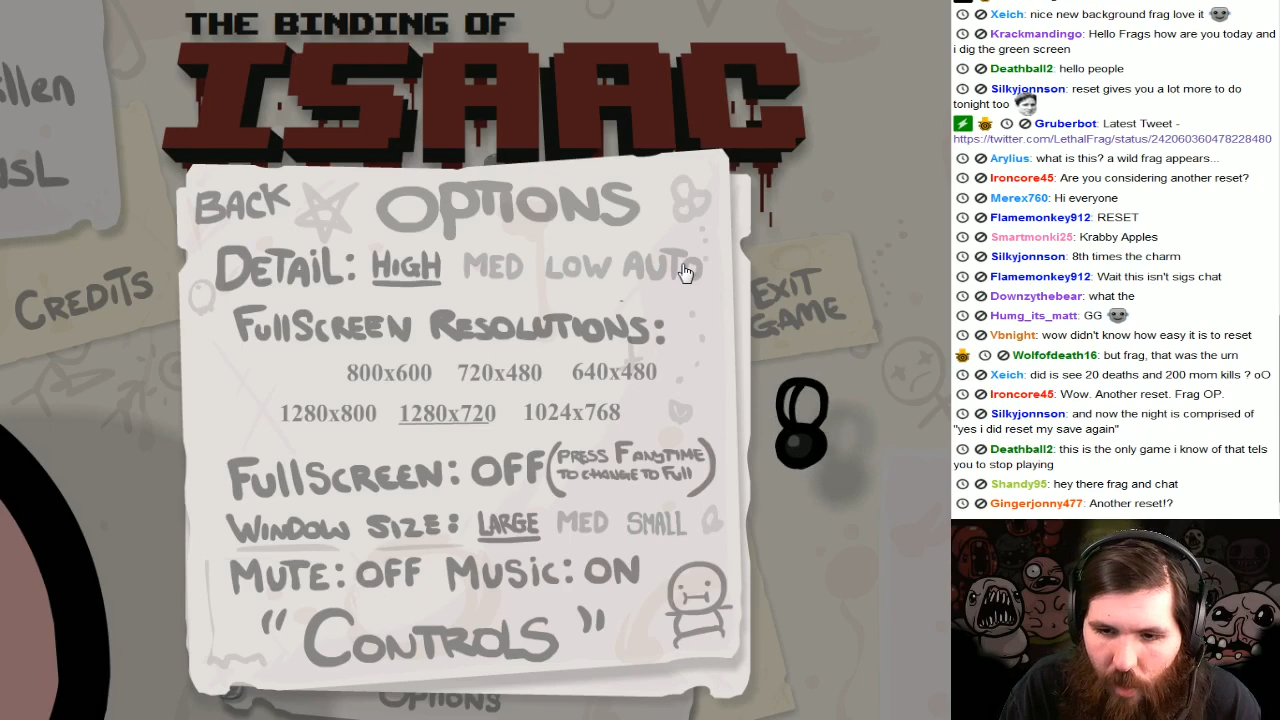 THE BINDING OF
ISAAC
CREDITS
BACK
OPTIONS
DETAIL: HIGH MED LOW AUTO
FULLSCREEN RESOLUTIONS:
800x600 720x480 640x480
1280x800 1280x720 1024x768
FULLSCREEN: OFF (PRESS F ANYTIME
TO CHANGE TO FULL)
WINDOW SIZE: LARGE MED SMALL
MUTE: OFF MUSIC: ON
"CONTROLS"
OPTIONS
EXIT
GAME
Xeich: nice new background frag love it
Krackmandingo: Hello Frags how are you today and
i dig the green screen
Deathball2: hello people
Silkyjonnson: reset gives you a lot more to do
tonight too
Gruberbot: Latest Tweet -
https://twitter.com/LethalFrag/status/242060360478228480
Arylius: what is this? a wild frag appears...
Ironcore45: Are you considering another reset?
Merex760: Hi everyone
Flamemonkey912: RESET
Smartmonki25: Krabby Apples
Silkyjonnson: 8th times the charm
Flamemonkey912: Wait this isn't sigs chat
Downzythebear: what the
Humg_its_matt: GG
Vbnight: wow didn't know how easy it is to reset
Wolfofdeath16: but frag, that was the urn
Xeich: did is see 20 deaths and 200 mom kills ? oO
Ironcore45: Wow. Another reset. Frag OP.
Silkyjonnson: and now the night is comprised of
"yes i did reset my save again"
Deathball2: this is the only game i know of that tels
you to stop playing
Shandy95: hey there frag and chat
Gingerjonny477: Another reset!?